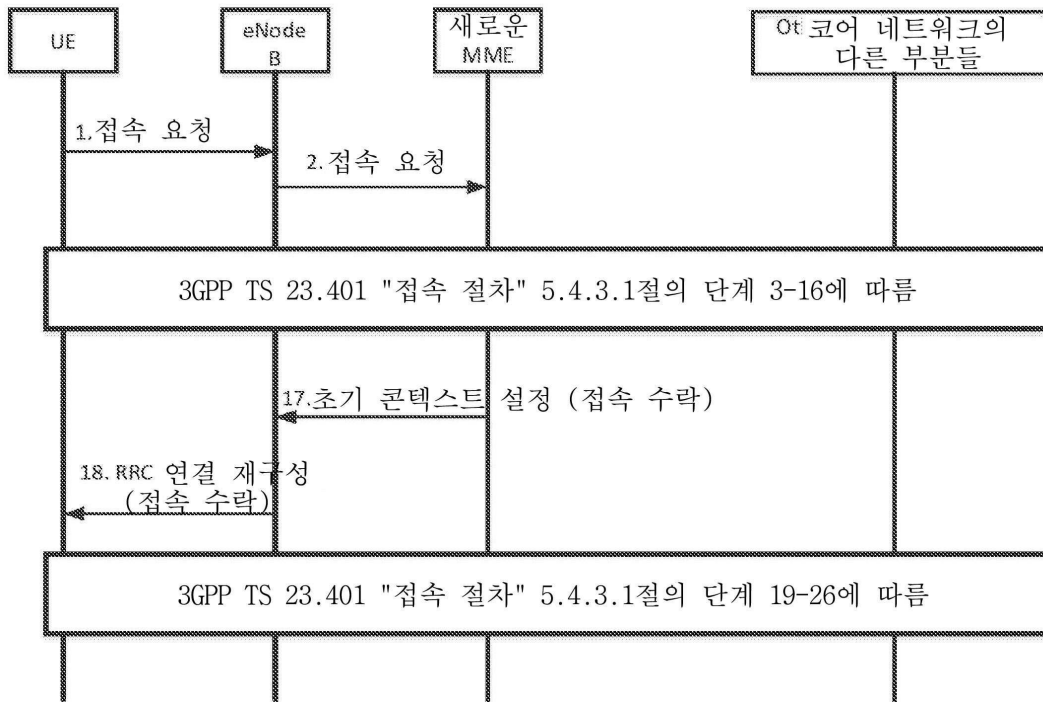 UE
eNode
B
새로운
MME
Ot 코어 네트워크의
다른 부분들
1.접속 요청
2.접속 요청
3GPP TS 23.401 "접속 절차" 5.4.3.1절의 단계 3-16에 따름
17.초기 콘텍스트 설정 (접속 수락)
18. RRC 연결 재구성
(접속 수락)
3GPP TS 23.401 "접속 절차" 5.4.3.1절의 단계 19-26에 따름